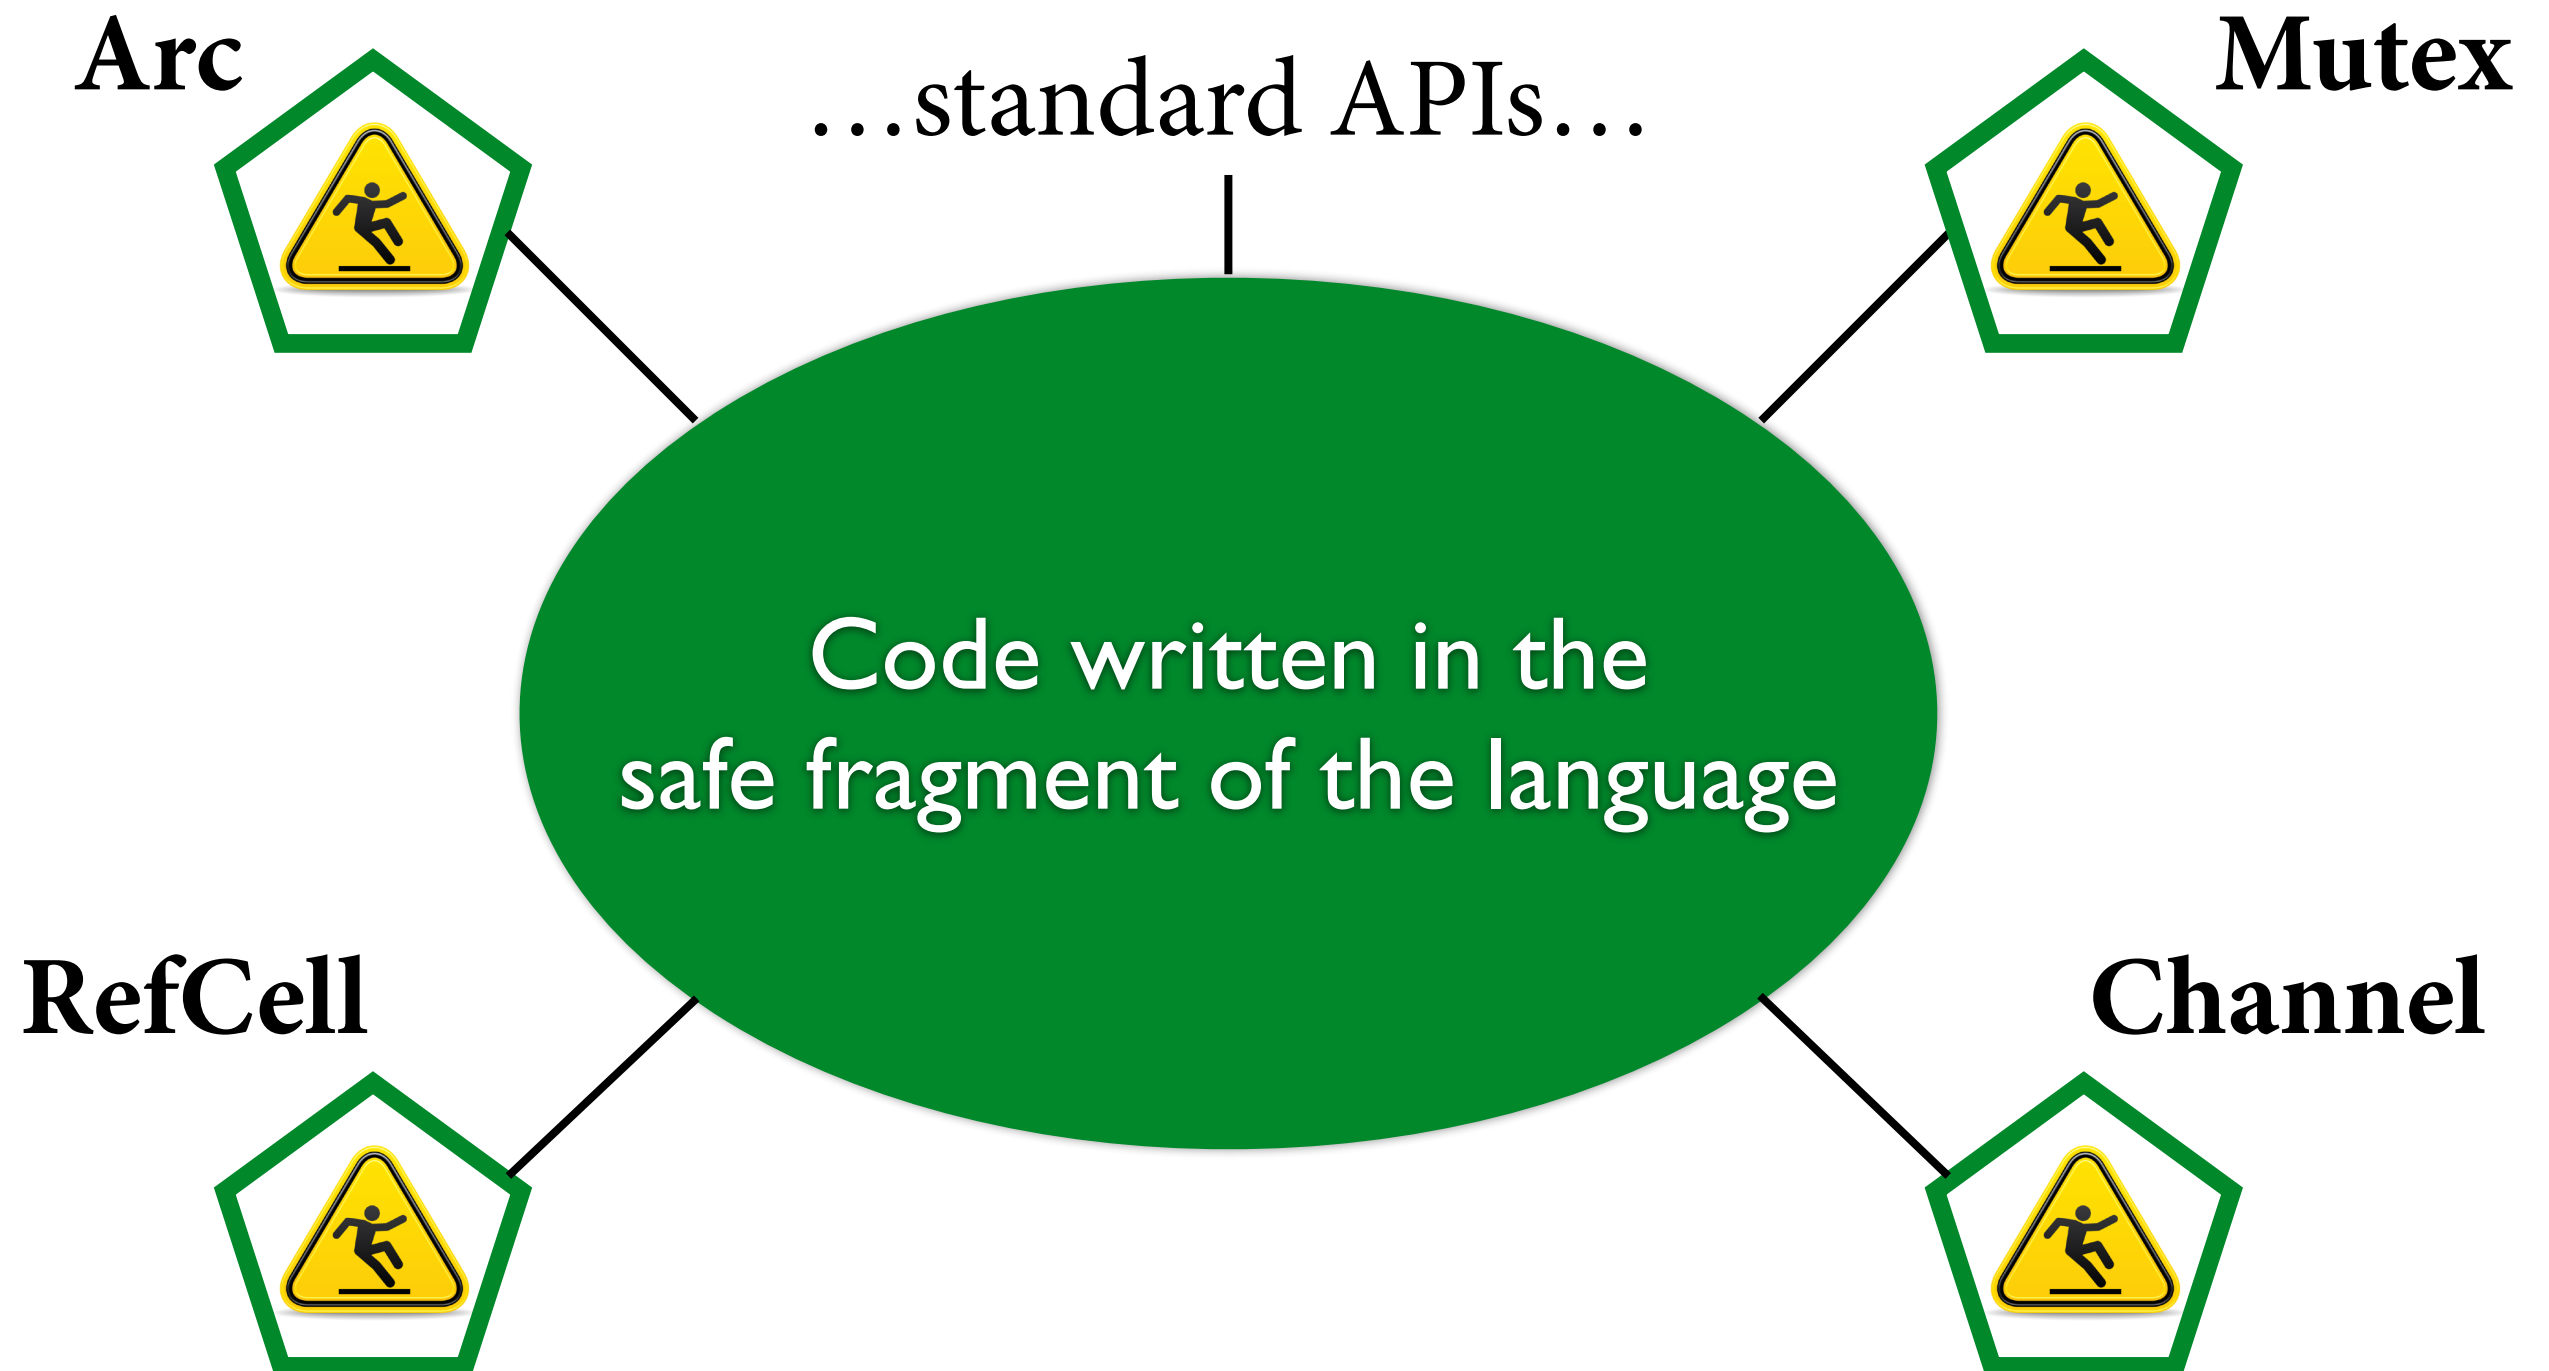 Arc
…standard APIs…
Mutex
Code written in the
safe fragment of the language
RefCell
Channel